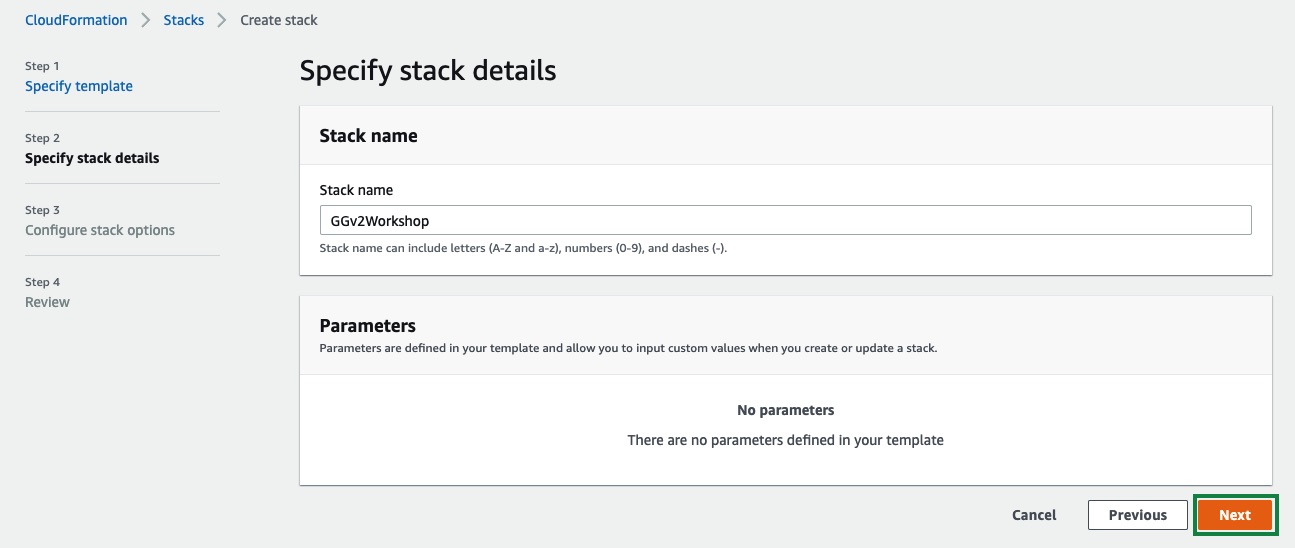 CloudFormation > Stacks > Create stack
Step 1
Specify template
Step 2
Specify stack details
Step 3
Configure stack options
Step 4
Review
Specify stack details
Stack name
Stack name
GGv2Workshop
Stack name can include letters (A-Z and a-z), numbers (0-9), and dashes (-).
Parameters
Parameters are defined in your template and allow you to input custom values when you create or update a stack.
No parameters
There are no parameters defined in your template
Cancel Previous Next